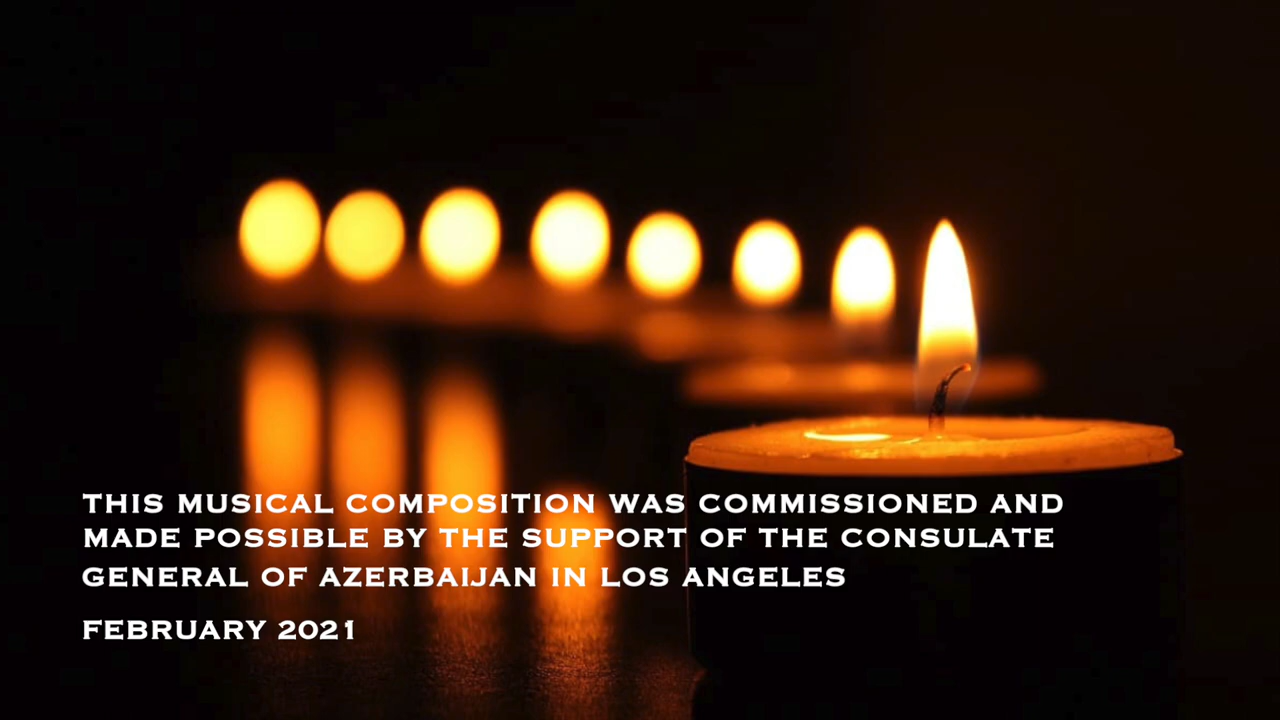 THIS MUSICAL COMPOSITION WAS COMMISSIONED AND
MADE POSSIBLE BY THE SUPPORT OF THE CONSULATE
GENERAL OF AZERBAIJAN IN LOS ANGELES
FEBRUARY 2021